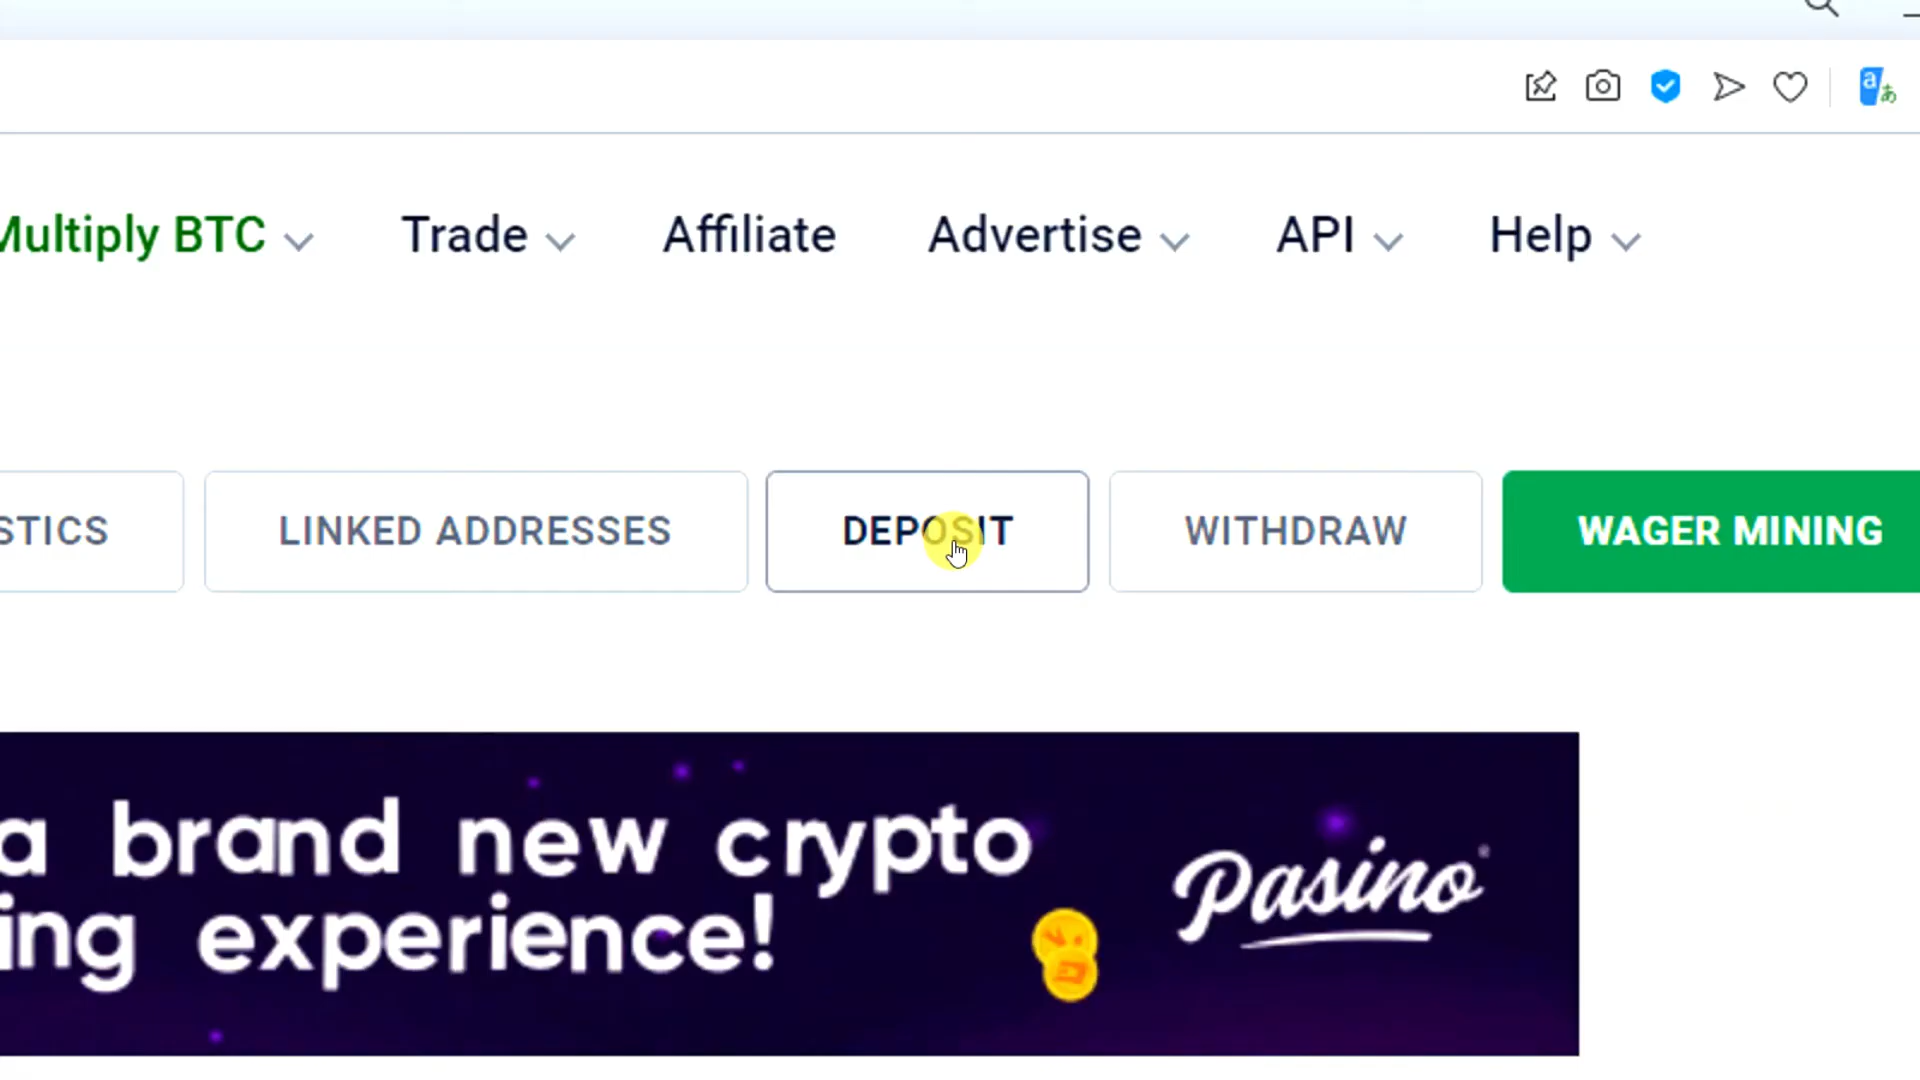 Multiply BTC Trade Affiliate Advertise API Help
STICS LINKED ADDRESSES DEPOSIT WITHDRAW WAGER MINING
a brand new crypto
ing experience!
Pasino